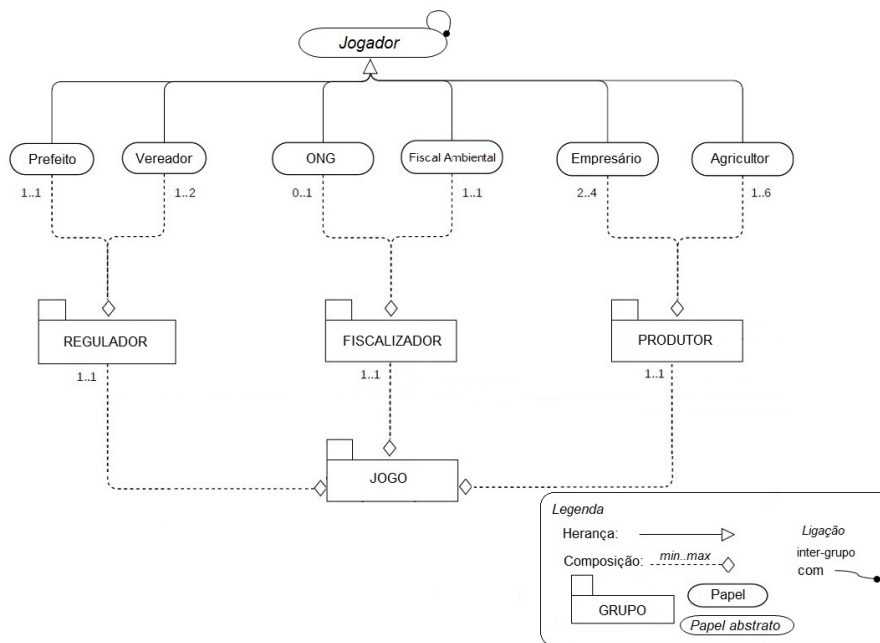 Jogador
Prefeito
Vereador
ONG
Fiscal Ambiental
Empresário
Agricultor
1..1
1..2
0..1
1..1
2..4
1..6
REGULADOR
FISCALIZADOR
PRODUTOR
1..1
1..1
1..1
JOGO
Legenda
Herança:
Composição:
min..max
GRUPO
Papel
Papel abstrato
Ligação
inter-grupo
com